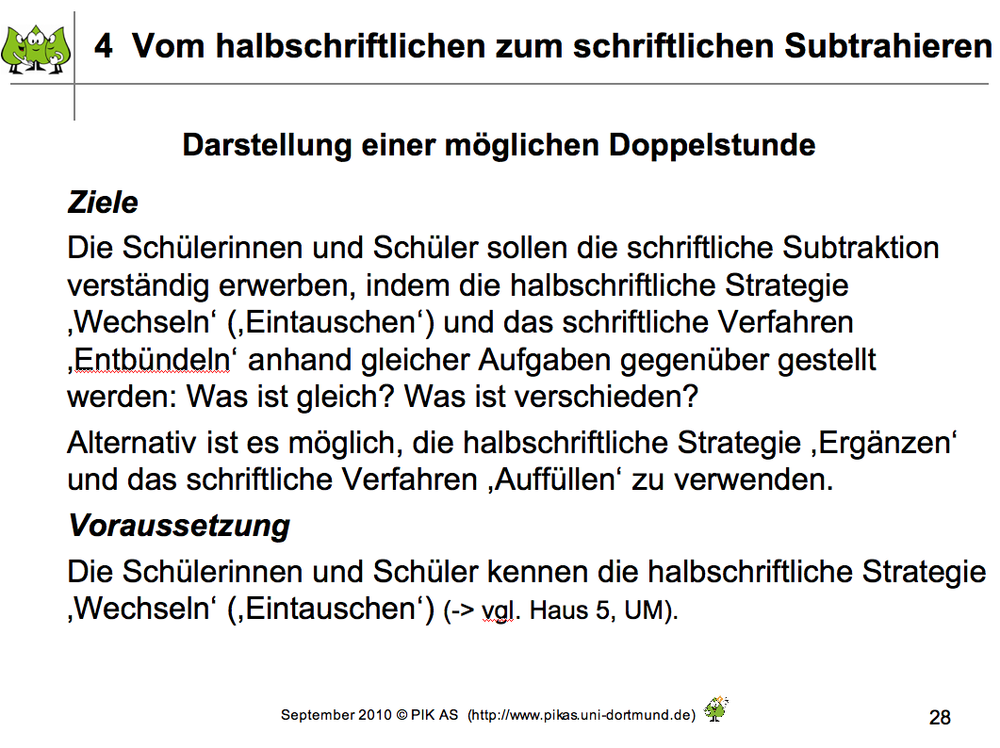 4 Vom halbschriftlichen zum schriftlichen Subtrahieren
Darstellung einer möglichen Doppelstunde
Ziele
Die Schülerinnen und Schüler sollen die schriftliche Subtraktion
verständig erwerben, indem die halbschriftliche Strategie
‚Wechseln‘ (‚Eintauschen‘) und das schriftliche Verfahren
‚Entbündeln‘ anhand gleicher Aufgaben gegenüber gestellt
werden: Was ist gleich? Was ist verschieden?
Alternativ ist es möglich, die halbschriftliche Strategie ‚Ergänzen‘
und das schriftliche Verfahren ‚Auffüllen‘ zu verwenden.
Voraussetzung
Die Schülerinnen und Schüler kennen die halbschriftliche Strategie
‚Wechseln‘ (‚Eintauschen‘) (-> vgl. Haus 5, UM).
September 2010 © PIK AS (http://www.pikas.uni-dortmund.de)
28